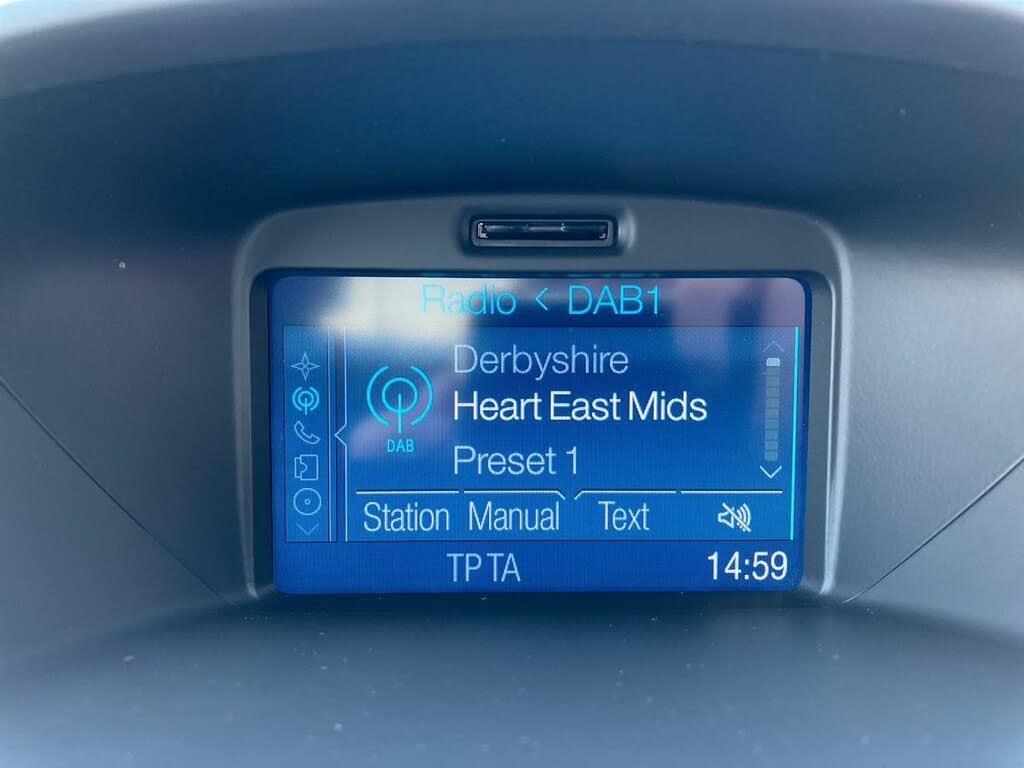 Radio < DAB1
Derbyshire
DAB
Heart East Mids
Preset 1
Station Manual Text
TP TA 14:59